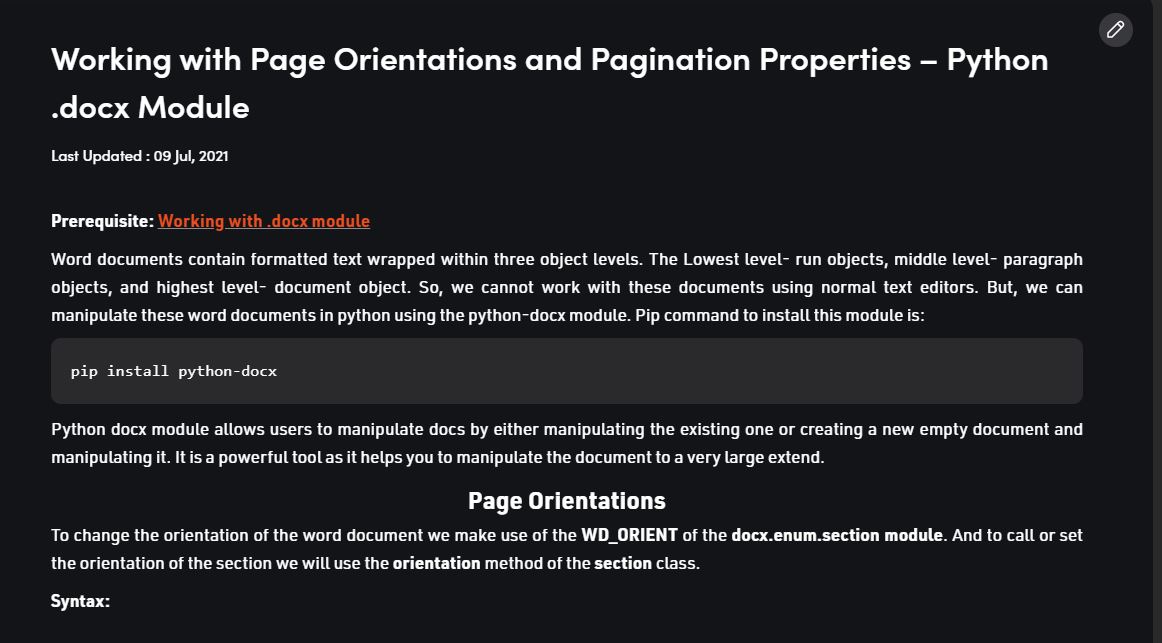 Working with Page Orientations and Pagination Properties – Python
.docx Module
Last Updated : 09 Jul, 2021
Prerequisite: Working with .docx module
Word documents contain formatted text wrapped within three object levels. The Lowest level- run objects, middle level- paragraph
objects, and highest level- document object. So, we cannot work with these documents using normal text editors. But, we can
manipulate these word documents in python using the python-docx module. Pip command to install this module is:
pip install python-docx
Python docx module allows users to manipulate docs by either manipulating the existing one or creating a new empty document and
manipulating it. It is a powerful tool as it helps you to manipulate the document to a very large extend.
Page Orientations
To change the orientation of the word document we make use of the WD_ORIENT of the docx.enum.section module. And to call or set
the orientation of the section we will use the orientation method of the section class.
Syntax: